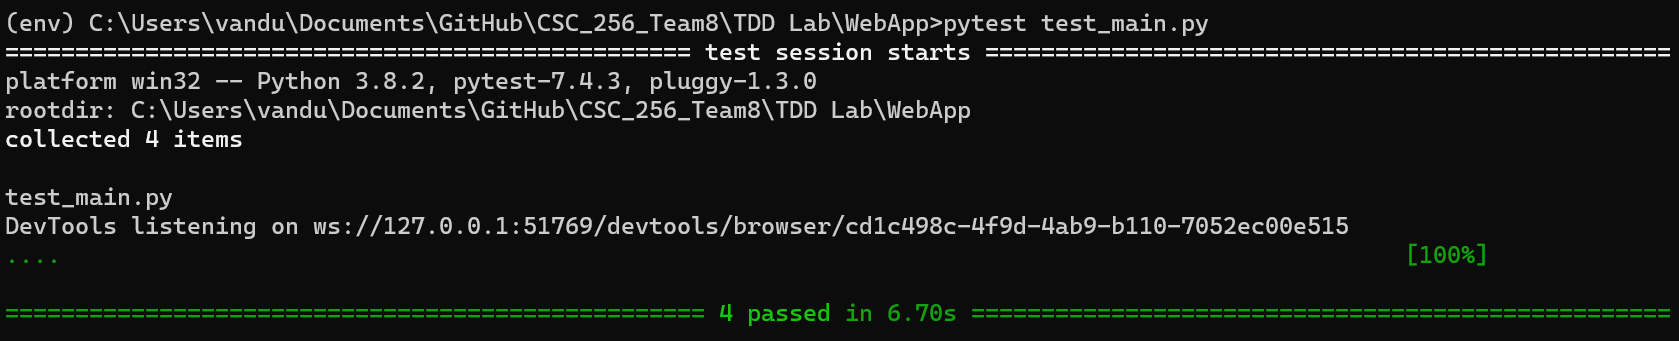 (env) C:\Users\vandu\Documents\GitHub\CSC_256_Team8\TDD Lab\WebApp>pytest test_main.py
================================================= test session starts =================================================
platform win32 -- Python 3.8.2, pytest-7.4.3, pluggy-1.3.0
rootdir: C:\Users\vandu\Documents\GitHub\CSC_256_Team8\TDD Lab\WebApp
collected 4 items

test_main.py
DevTools listening on ws://127.0.0.1:51769/devtools/browser/cd1c498c-4f9d-4ab9-b110-7052ec00e515
.... [100%]

================================================== 4 passed in 6.70s ==================================================